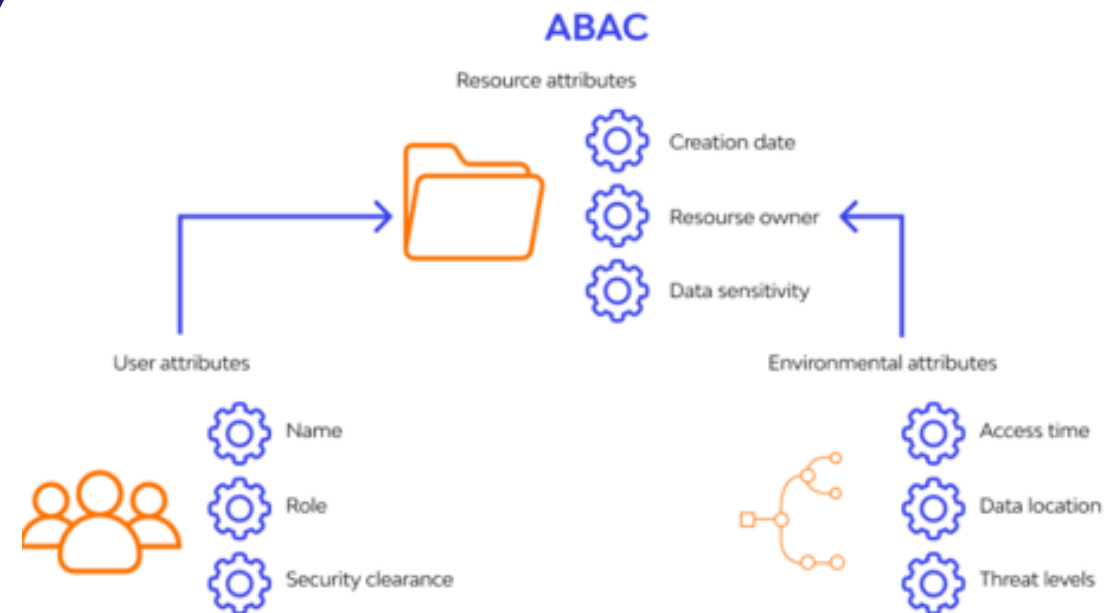 ABAC
Resource attributes
Creation date
Resourse owner
Data sensitivity
User attributes
Name
Role
Security clearance
Environmental attributes
Access time
Data location
Threat levels